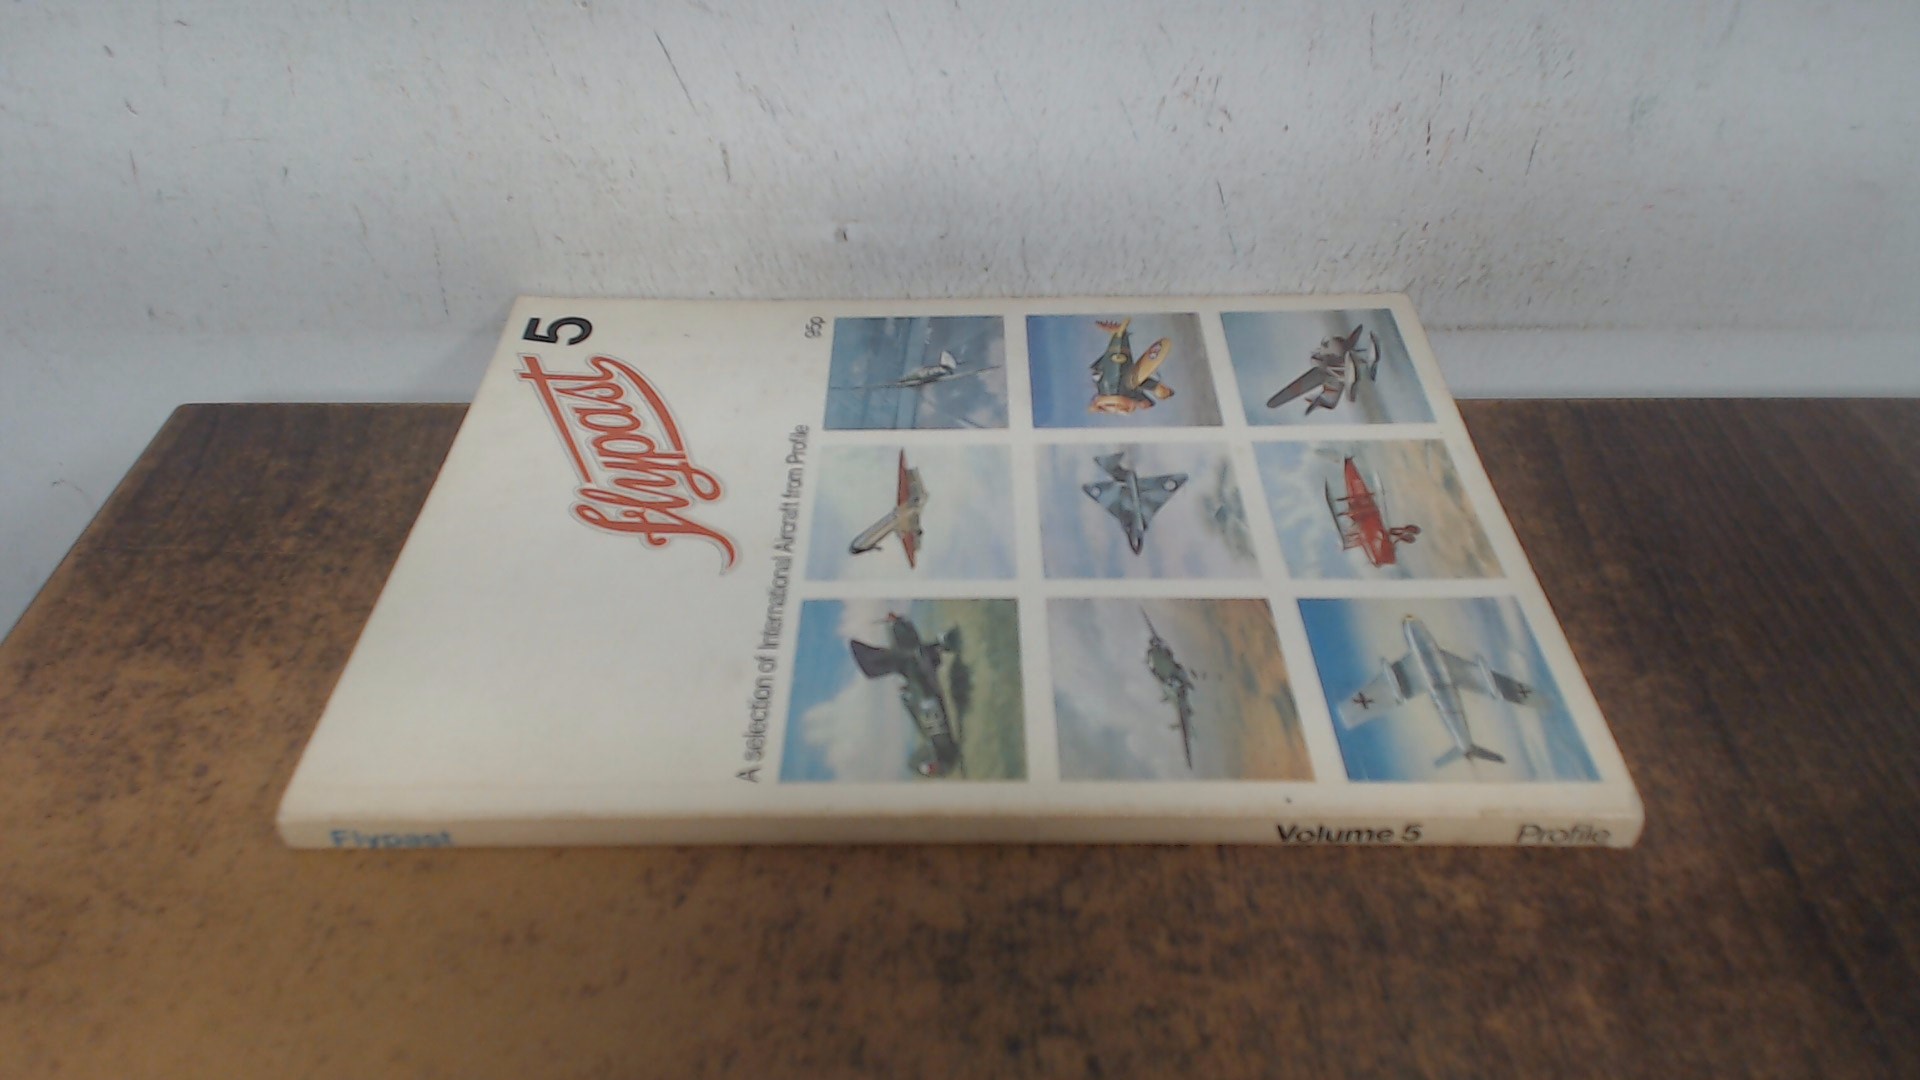 flypast 5
95p
A selection of International Aircraft from Profile
Flypast Volume 5 Profile